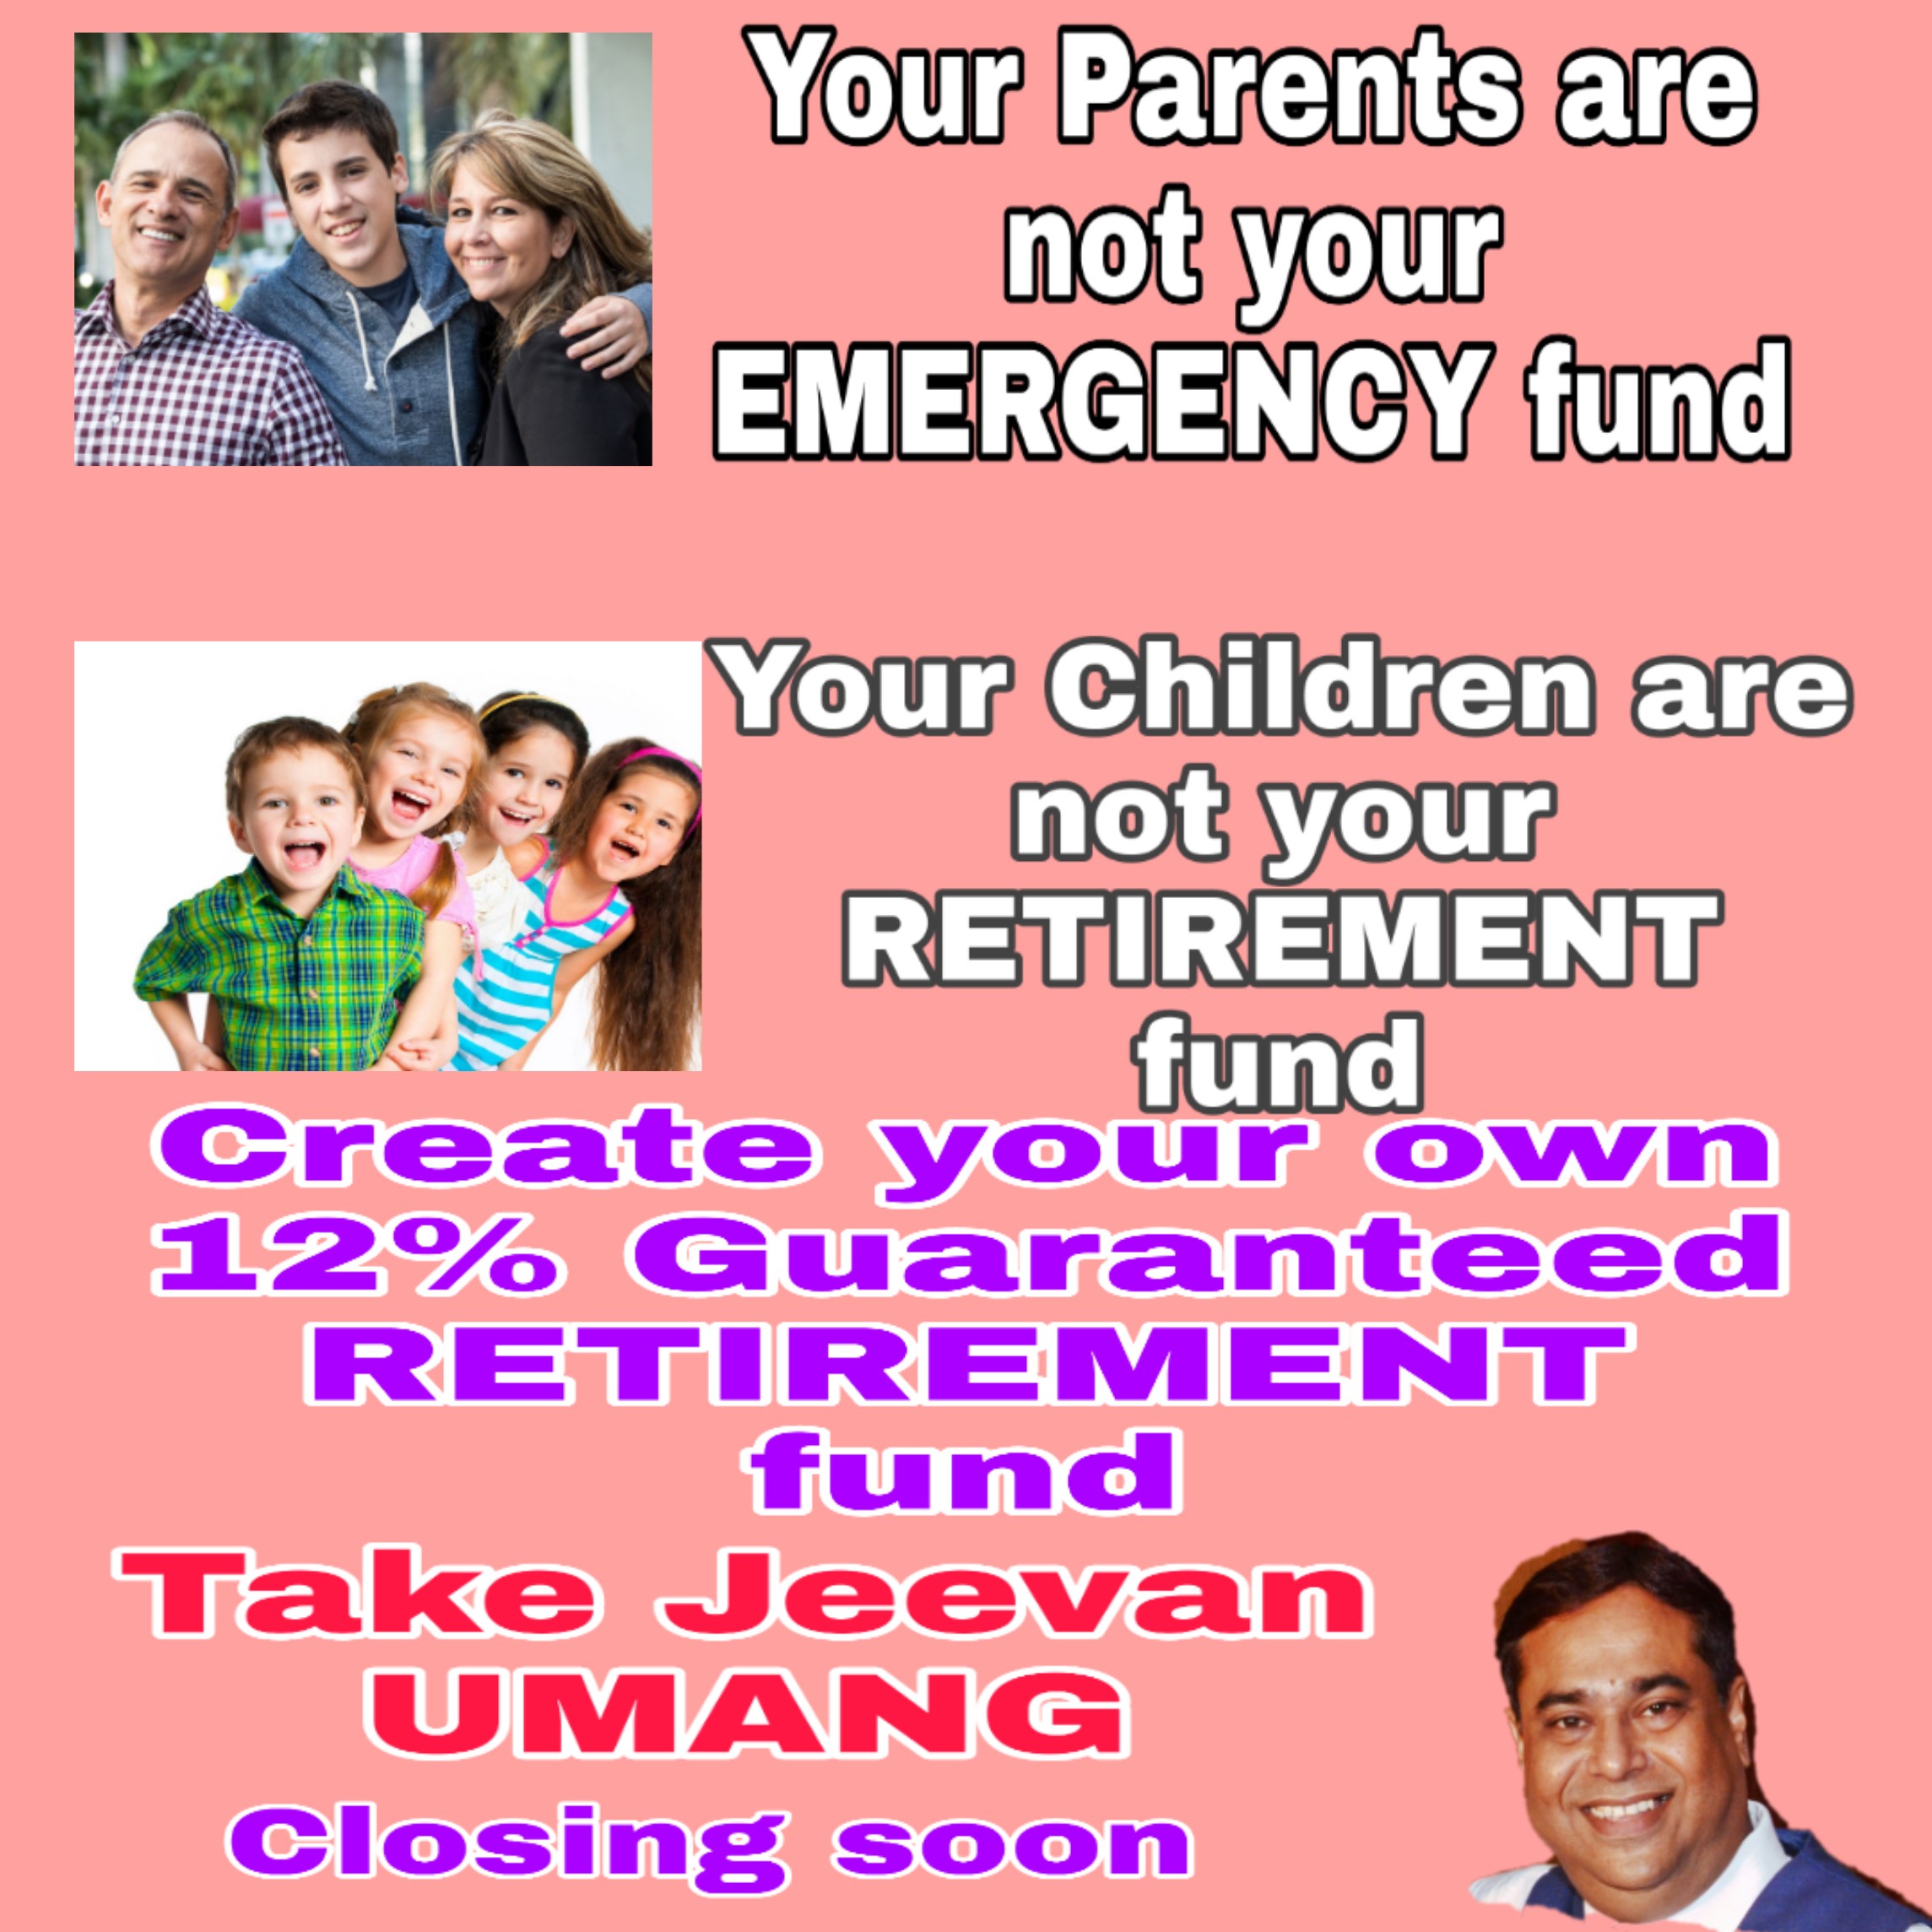 Your Parents are
not your
EMERGENCY fund
Your Children are
not your
RETIREMENT
fund
Create your own
12% Guaranteed
RETIREMENT
fund
Take Jeevan
UMANG
Closing soon